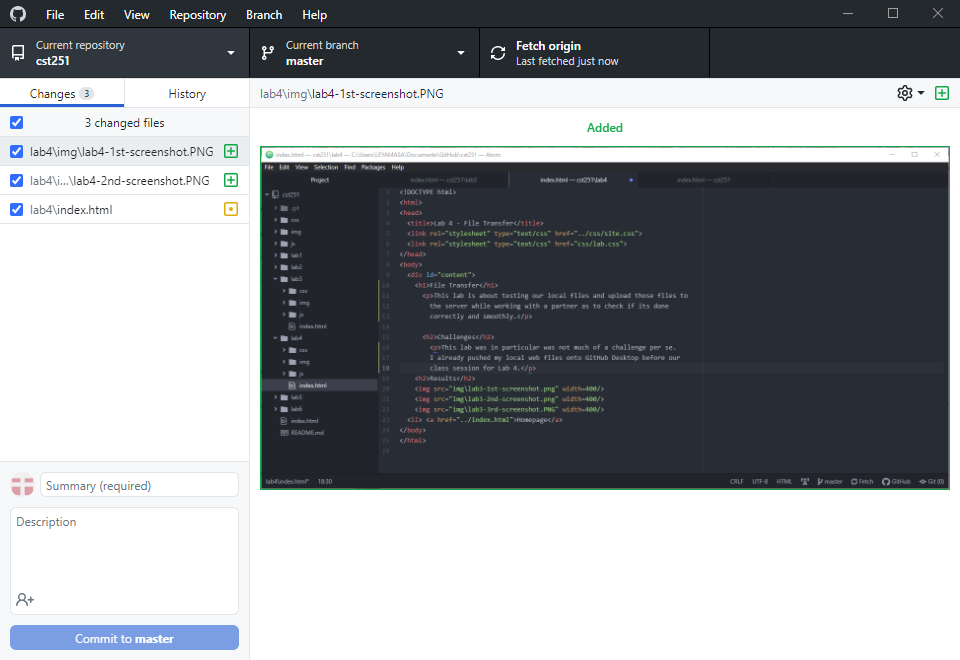 File Edit View Repository Branch Help
Current repository
cst251
Current branch
master
Fetch origin
Last fetched just now
Changes 3
History
lab4\img\lab4-1st-screenshot.PNG
3 changed files
lab4\img\lab4-1st-screenshot.PNG
lab4\i...\lab4-2nd-screenshot.PNG
lab4\index.html
Added
index.html — cst251\lab4 — C:\Users\LEYAMASA\Documents\GitHub\cst251 — Atom
File Edit View Selection Find Packages Help
Project
index.html — cst251\lab3
index.html — cst251\lab4
index.html — cst251
cst251
.git
css
img
js
lab1
lab2
lab3
css
img
js
index.html
lab4
css
img
js
index.html
lab5
lab6
index.html
README.md
1 <!DOCTYPE html>
2 <html>
3 <head>
4 <title>Lab 4 - File Transfer</title>
5 <link rel="stylesheet" type="text/css" href="../css/site.css">
6 <link rel="stylesheet" type="text/css" href="css/lab.css">
7 </head>
8 <body>
9 <div id="content">
10 <h1>File Transfer</h1>
11 <p>This lab is about testing our local files and upload those files to
12 the server while working with a partner as to check if its done
13 correctly and smoothly.</p>
14
15 <h2>Challenges</h2>
16 <p>This lab was in particular was not much of a challenge per se.
17 I already pushed my local web files onto GitHub Desktop before our
18 class session for Lab 4.</p>
19 <h2>Results</h2>
20 <img src="img\lab3-1st-screenshot.png" width=400/>
21 <img src="img\lab3-2nd-screenshot.png" width=400/>
22 <img src="img\lab3-3rd-screenshot.PNG" width=400/>
23 <li> <a href="../index.html">Homepage</a>
24 </body>
25 </html>
26
lab4\index.html* 18:30
CRLF UTF-8 HTML master Fetch GitHub Git (0)
Summary (required)
Description
Commit to master